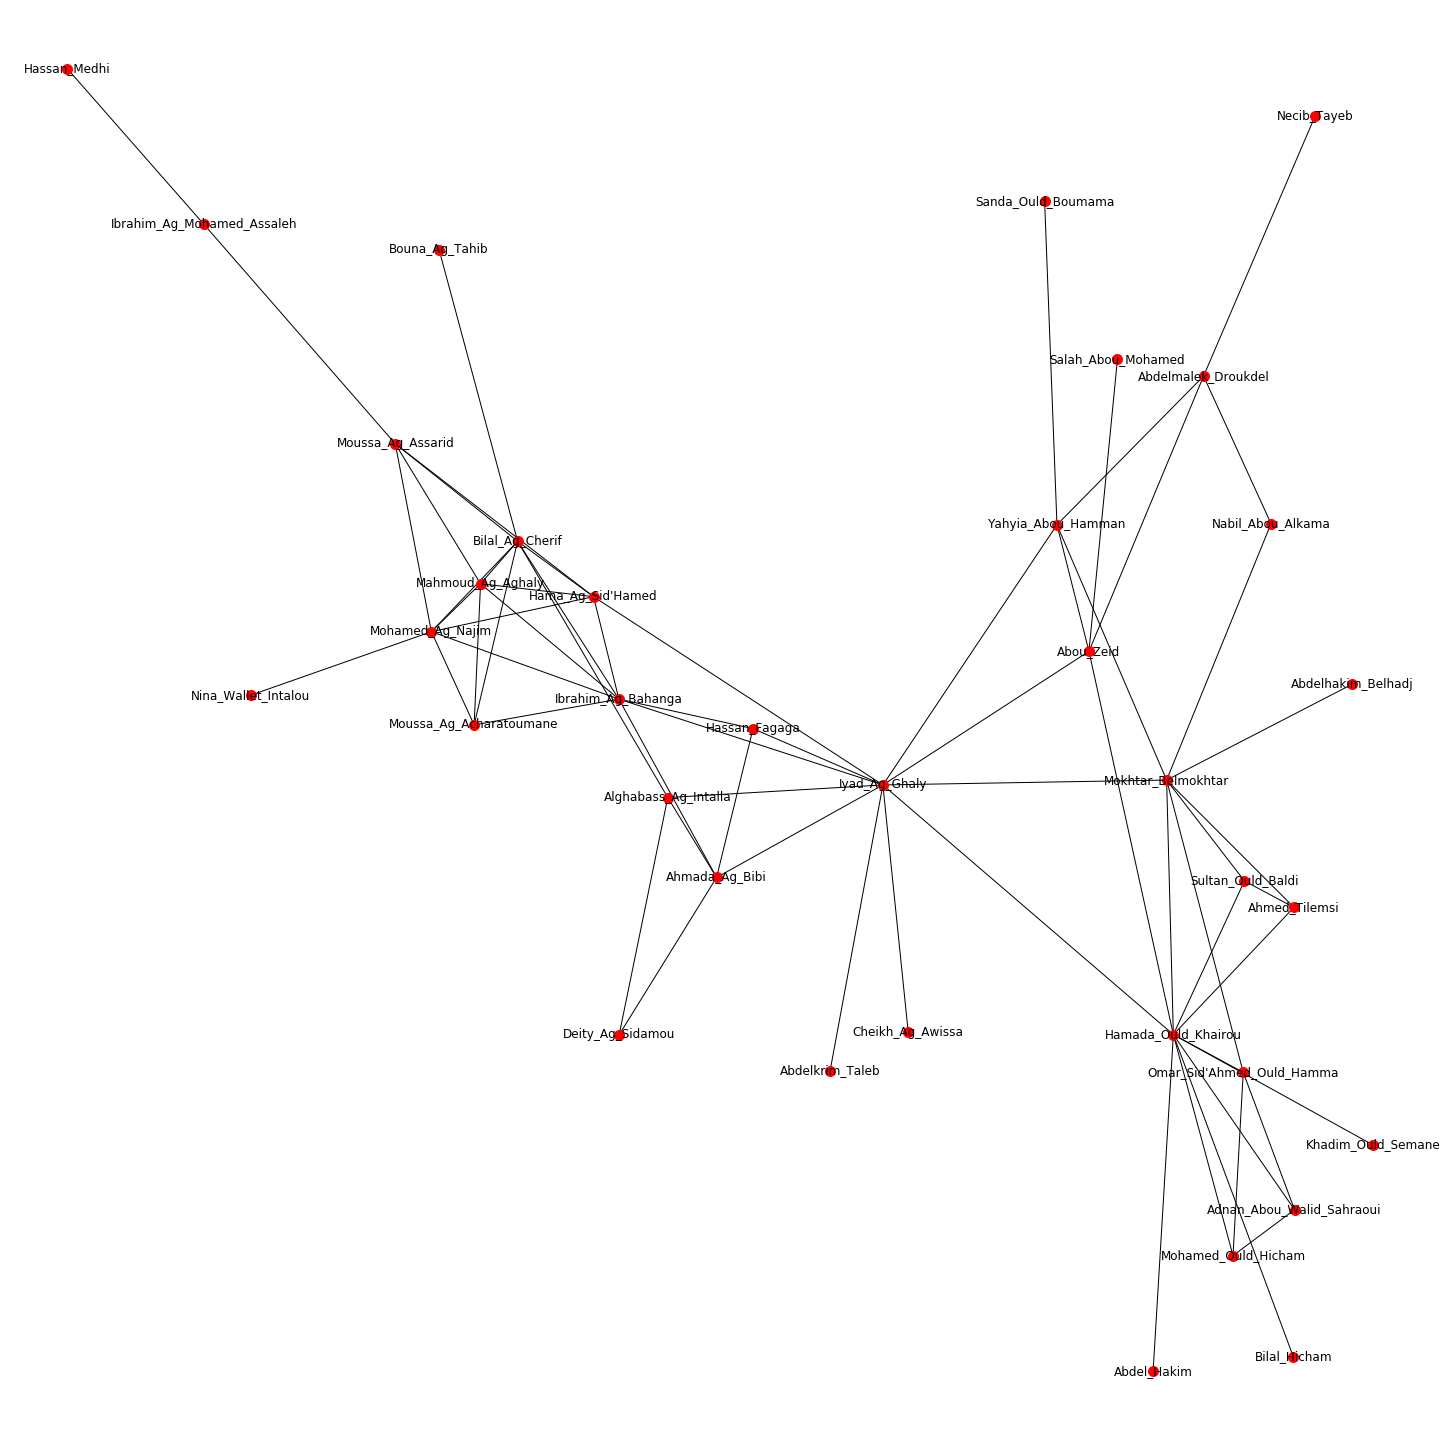 Hassan_Medhi
Necib_Tayeb
Sanda_Ould_Boumama
Ibrahim_Ag_Mohamed_Assaleh
Bouna_Ag_Tahib
Salah_Abou_Mohamed
Abdelmalek_Droukdel
Moussa_Ag_Assarid
Yahyia_Abou_Hamman
Nabil_Abou_Alkama
Bilal_Ag_Cherif
Mahmoud_Ag_Aghaly
Hama_Ag_Sid'Hamed
Mohamed_Ag_Najim
Abou_Zeid
Abdelhakim_Belhadj
Nina_Wallet_Intalou
Ibrahim_Ag_Bahanga
Moussa_Ag_Acharatoumane
Hassan_Fagaga
Mokhtar_Belmokhtar
Iyad_Ag_Ghaly
Alghabass_Ag_Intalla
Ahmada_Ag_Bibi
Sultan_Ould_Baldi
Ahmed_Tilemsi
Cheikh_Ag_Awissa
Deity_Ag_Sidamou
Hamada_Ould_Khairou
Abdelkrim_Taleb
Omar_Sid'Ahmed_Ould_Hamma
Khadim_Ould_Semane
Adnan_Abou_Walid_Sahraoui
Mohamed_Ould_Hicham
Bilal_Hicham
Abdel_Hakim